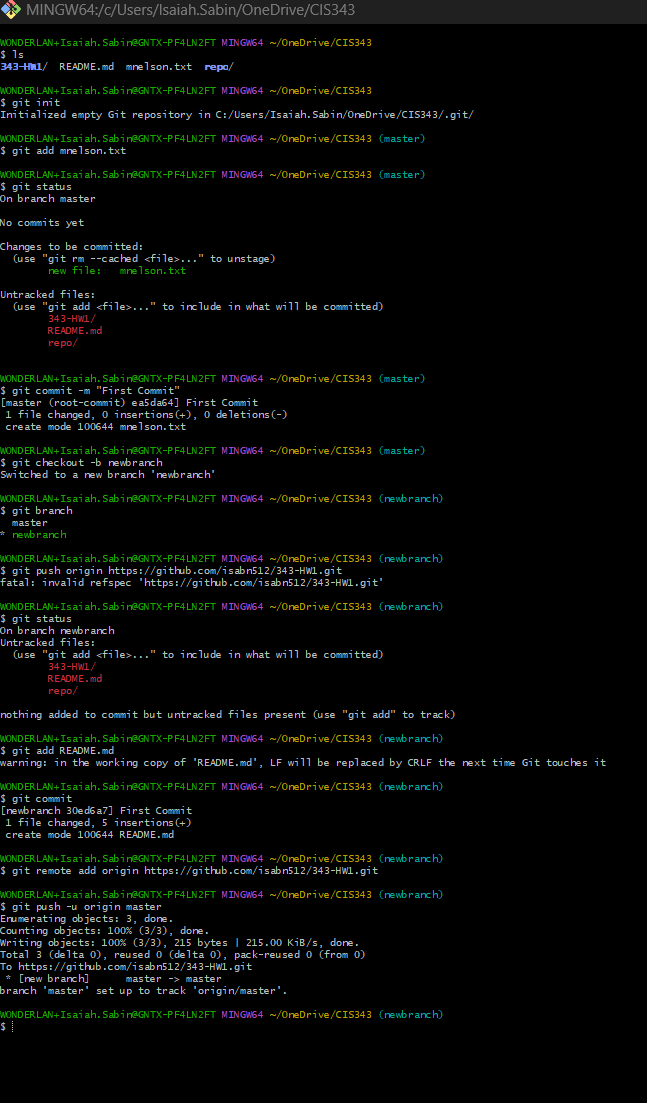 MINGW64:/c/Users/Isaiah.Sabin/OneDrive/CIS343
WONDERLAN+Isaiah.Sabin@GNTX-PF4LN2FT MINGW64 ~/OneDrive/CIS343
$ ls
343-HW1/  README.md  mnelson.txt  repo/
WONDERLAN+Isaiah.Sabin@GNTX-PF4LN2FT MINGW64 ~/OneDrive/CIS343
$ git init
Initialized empty Git repository in C:/Users/Isaiah.Sabin/OneDrive/CIS343/.git/
WONDERLAN+Isaiah.Sabin@GNTX-PF4LN2FT MINGW64 ~/OneDrive/CIS343 (master)
$ git add mnelson.txt
WONDERLAN+Isaiah.Sabin@GNTX-PF4LN2FT MINGW64 ~/OneDrive/CIS343 (master)
$ git status
On branch master
No commits yet
Changes to be committed:
  (use "git rm --cached <file>..." to unstage)
        new file:   mnelson.txt
Untracked files:
  (use "git add <file>..." to include in what will be committed)
        343-HW1/
        README.md
        repo/
WONDERLAN+Isaiah.Sabin@GNTX-PF4LN2FT MINGW64 ~/OneDrive/CIS343 (master)
$ git commit -m "First Commit"
[master (root-commit) ea5da64] First Commit
 1 file changed, 0 insertions(+), 0 deletions(-)
 create mode 100644 mnelson.txt
WONDERLAN+Isaiah.Sabin@GNTX-PF4LN2FT MINGW64 ~/OneDrive/CIS343 (master)
$ git checkout -b newbranch
Switched to a new branch 'newbranch'
WONDERLAN+Isaiah.Sabin@GNTX-PF4LN2FT MINGW64 ~/OneDrive/CIS343 (newbranch)
$ git branch
  master
* newbranch
WONDERLAN+Isaiah.Sabin@GNTX-PF4LN2FT MINGW64 ~/OneDrive/CIS343 (newbranch)
$ git push origin https://github.com/isabn512/343-HW1.git
fatal: invalid refspec 'https://github.com/isabn512/343-HW1.git'
WONDERLAN+Isaiah.Sabin@GNTX-PF4LN2FT MINGW64 ~/OneDrive/CIS343 (newbranch)
$ git status
On branch newbranch
Untracked files:
  (use "git add <file>..." to include in what will be committed)
        343-HW1/
        README.md
        repo/
nothing added to commit but untracked files present (use "git add" to track)
WONDERLAN+Isaiah.Sabin@GNTX-PF4LN2FT MINGW64 ~/OneDrive/CIS343 (newbranch)
$ git add README.md
warning: in the working copy of 'README.md', LF will be replaced by CRLF the next time Git touches it
WONDERLAN+Isaiah.Sabin@GNTX-PF4LN2FT MINGW64 ~/OneDrive/CIS343 (newbranch)
$ git commit
[newbranch 30ed6a7] First Commit
 1 file changed, 5 insertions(+)
 create mode 100644 README.md
WONDERLAN+Isaiah.Sabin@GNTX-PF4LN2FT MINGW64 ~/OneDrive/CIS343 (newbranch)
$ git remote add origin https://github.com/isabn512/343-HW1.git
WONDERLAN+Isaiah.Sabin@GNTX-PF4LN2FT MINGW64 ~/OneDrive/CIS343 (newbranch)
$ git push -u origin master
Enumerating objects: 3, done.
Counting objects: 100% (3/3), done.
Writing objects: 100% (3/3), 215 bytes | 215.00 KiB/s, done.
Total 3 (delta 0), reused 0 (delta 0), pack-reused 0 (from 0)
To https://github.com/isabn512/343-HW1.git
 * [new branch]      master -> master
branch 'master' set up to track 'origin/master'.
WONDERLAN+Isaiah.Sabin@GNTX-PF4LN2FT MINGW64 ~/OneDrive/CIS343 (newbranch)
$